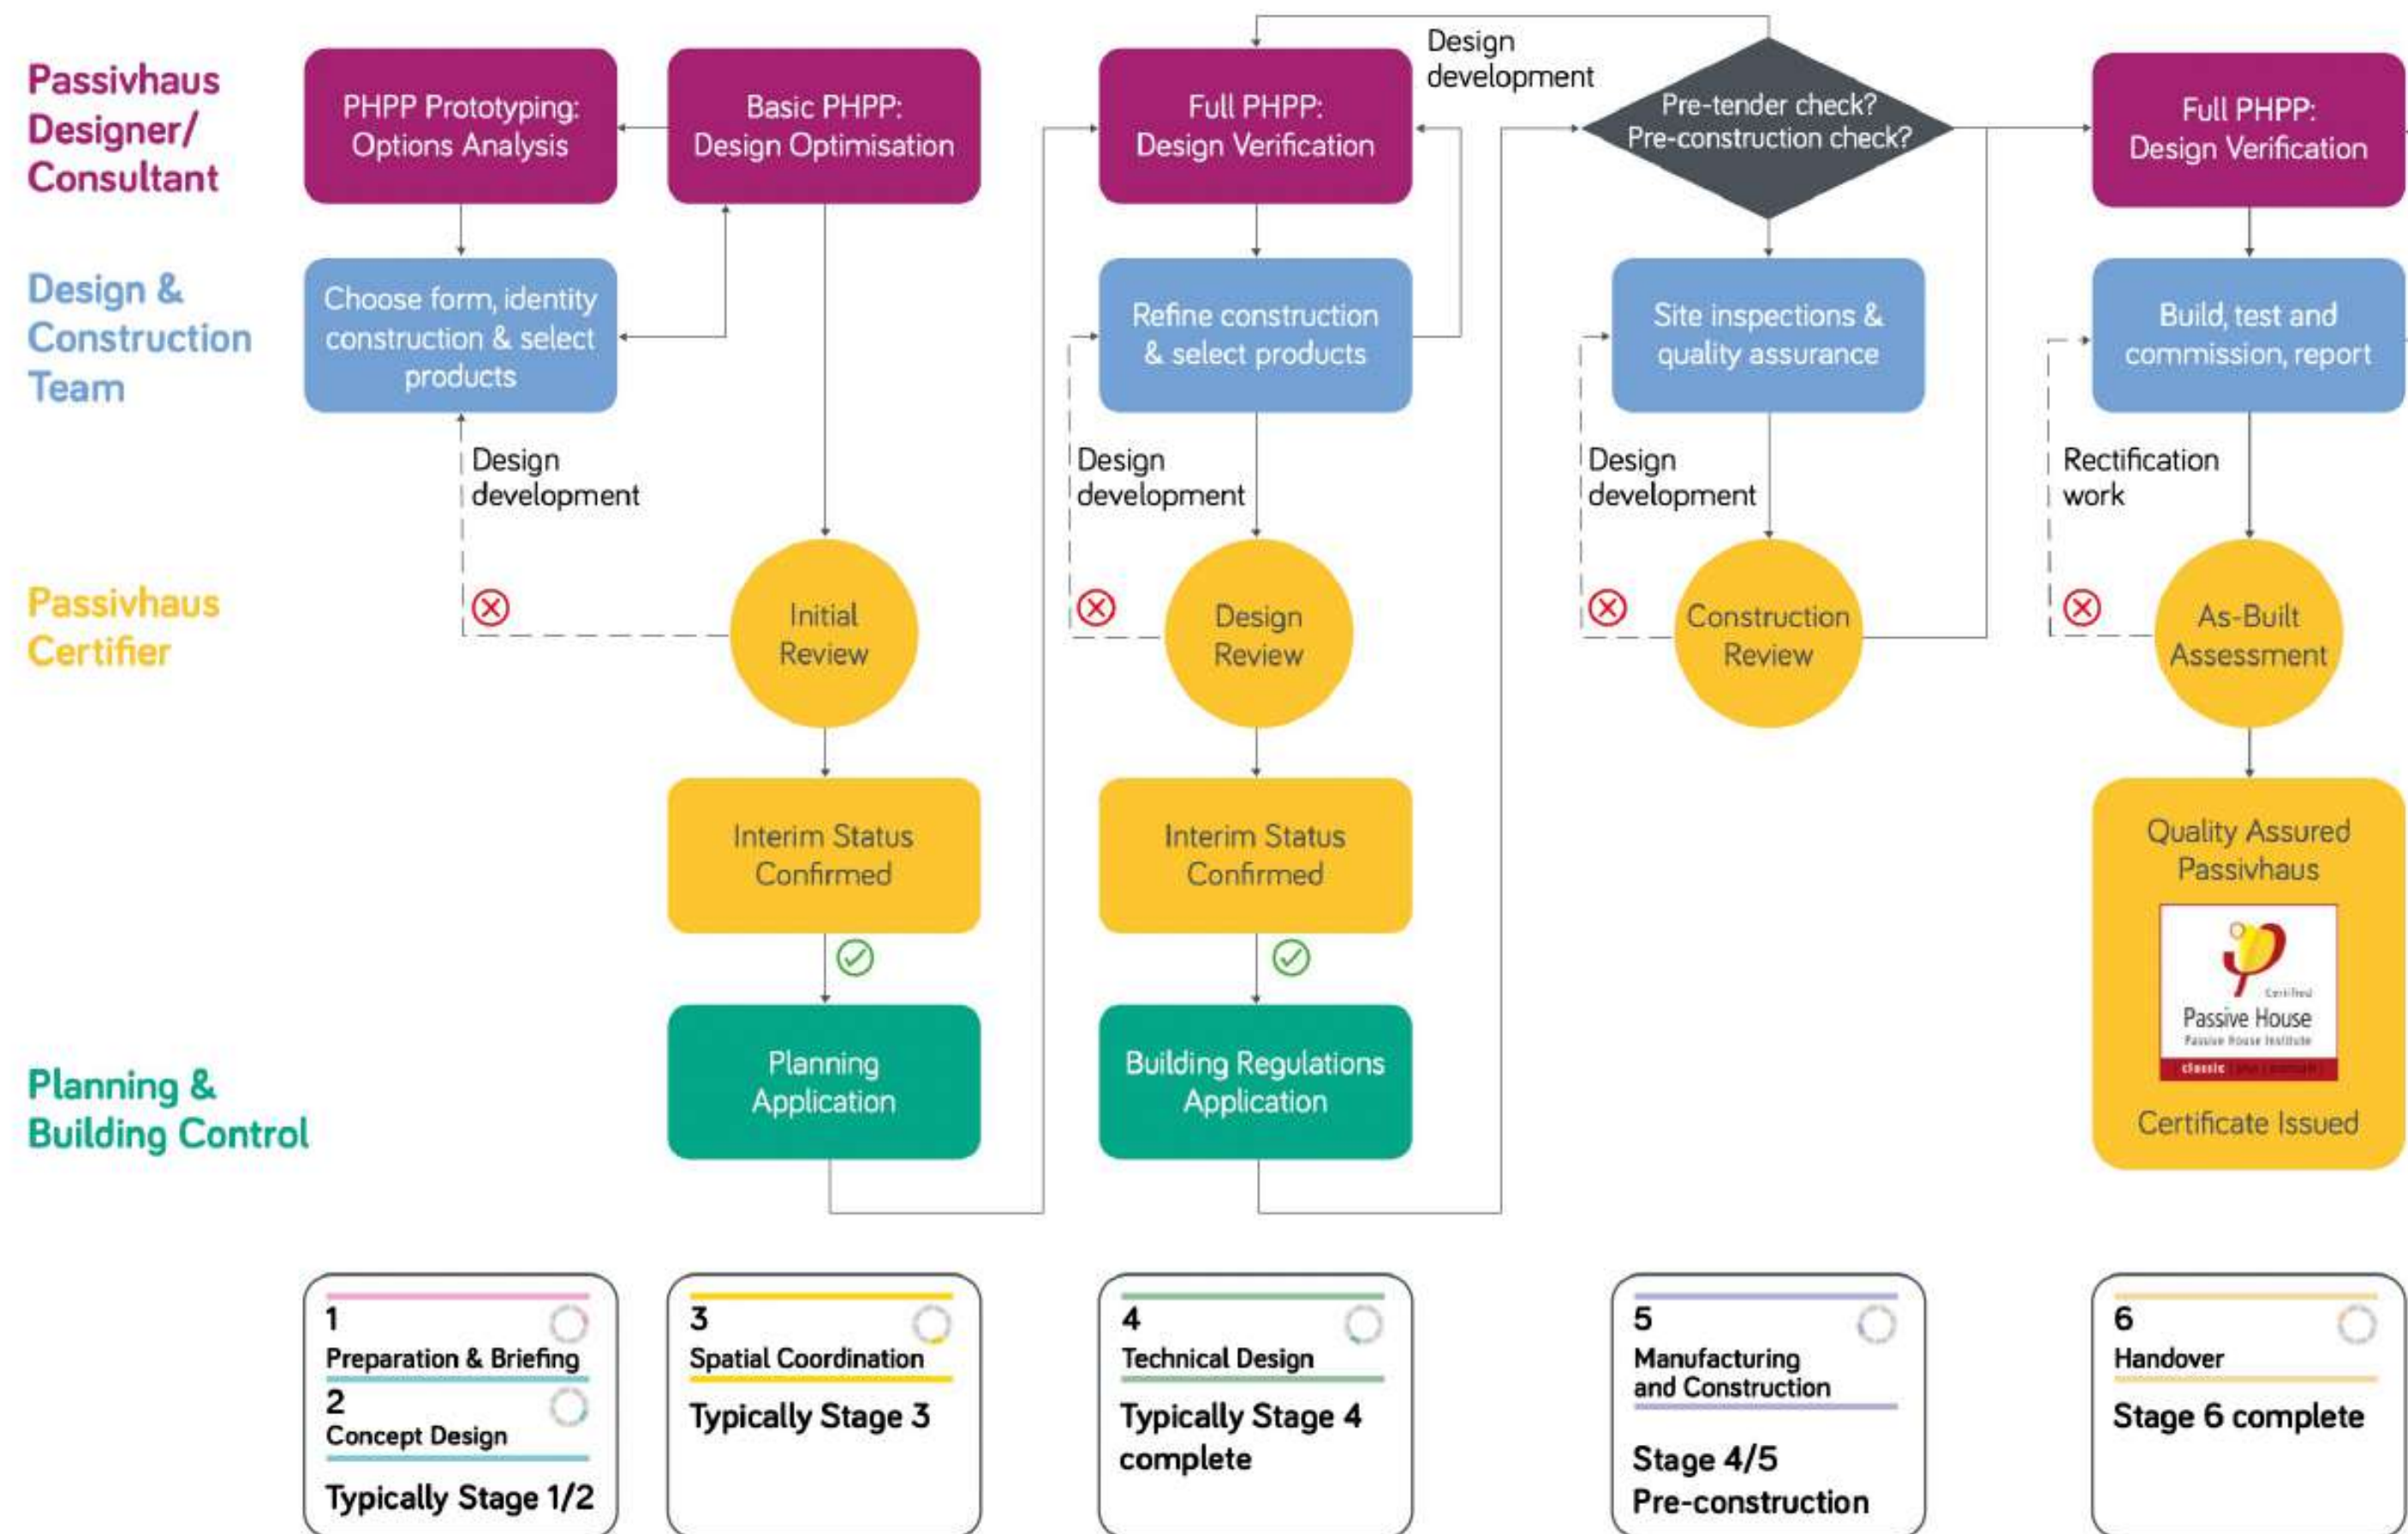 Passivhaus
Designer/
Consultant
PHPP Prototyping:
Options Analysis
Basic PHPP:
Design Optimisation
Full PHPP:
Design Verification
Design
development
Pre-tender check?
Pre-construction check?
Full PHPP:
Design Verification
Design &
Construction
Team
Choose form, identity
construction & select
products
Refine construction
& select products
Site inspections &
quality assurance
Build, test and
commission, report
Design
development
Design
development
Design
development
Rectification
work
Passivhaus
Certifier
Initial
Review
Design
Review
Construction
Review
As-Built
Assessment
Interim Status
Confirmed
Interim Status
Confirmed
Quality Assured
Passivhaus
Certified
Passive House
Passive House Institute
classic
Certificate Issued
Planning &
Building Control
Planning
Application
Building Regulations
Application
1
Preparation & Briefing
2
Concept Design
Typically Stage 1/2
3
Spatial Coordination
Typically Stage 3
4
Technical Design
Typically Stage 4
complete
5
Manufacturing
and Construction
Stage 4/5
Pre-construction
6
Handover
Stage 6 complete